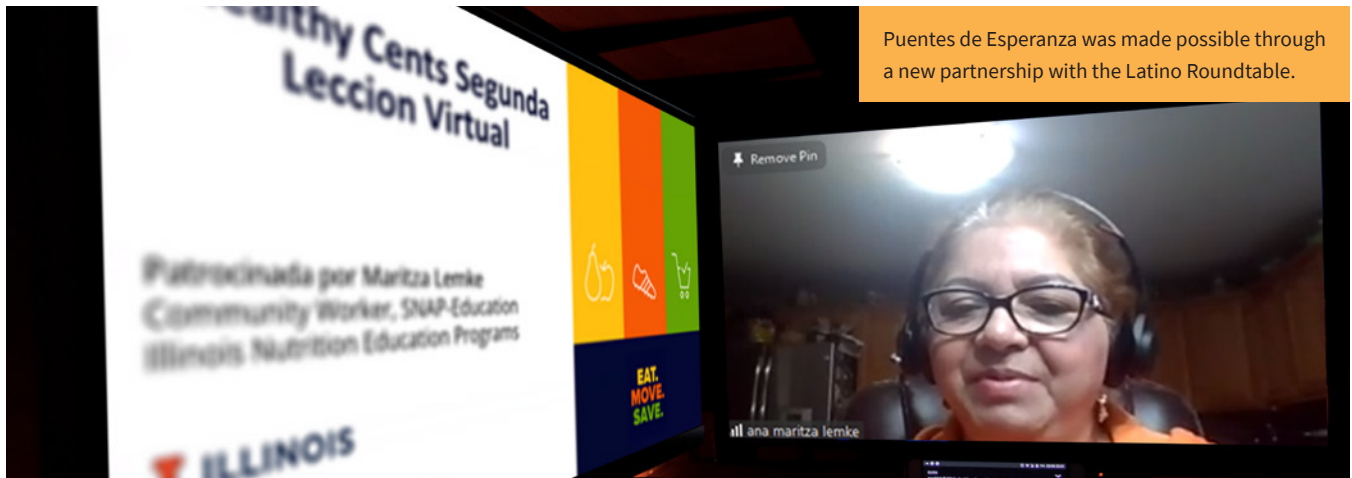 Puentes de Esperanza was made possible through
a new partnership with the Latino Roundtable.
ealthy Cents Segunda
Leccion Virtual
Patrocinada por Maritza Lemke
Community Worker, SNAP-Education
Illinois Nutrition Education Programs
ILLINOIS
EAT.
MOVE.
SAVE.
Remove Pin
ana maritza lemke